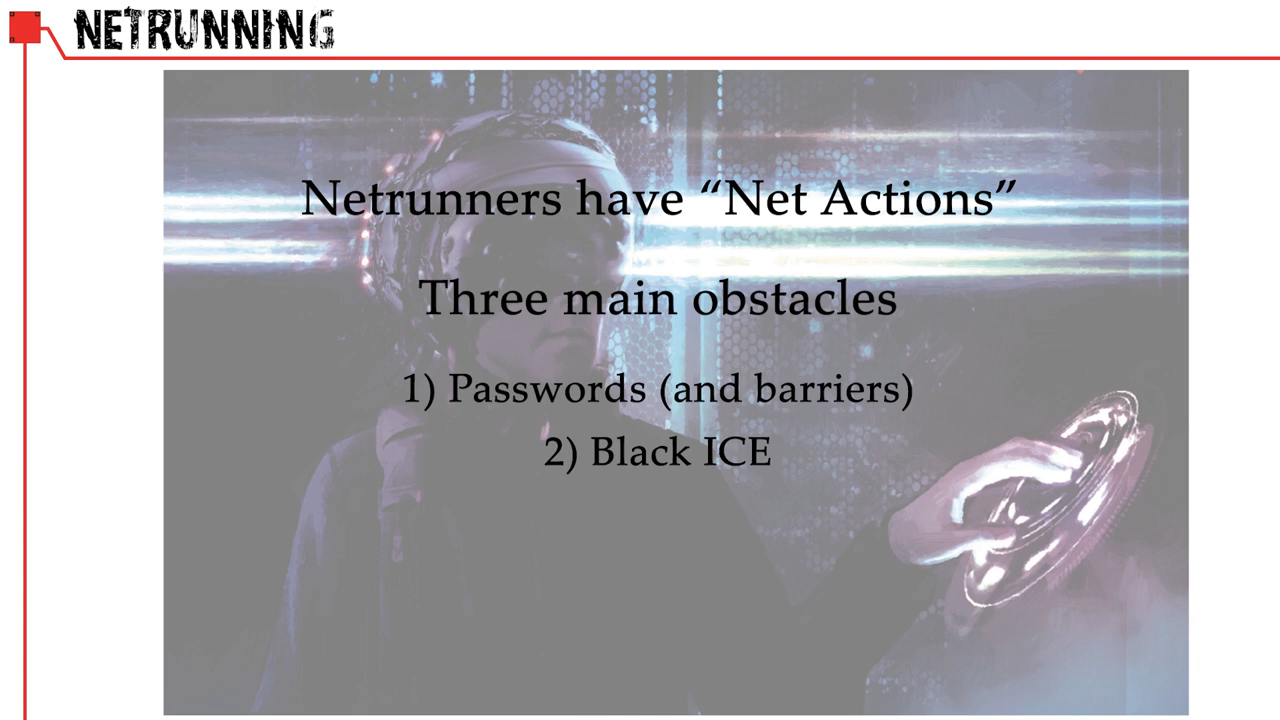 NETRUNNING
Netrunners have “Net Actions”
Three main obstacles
1) Passwords (and barriers)
2) Black ICE